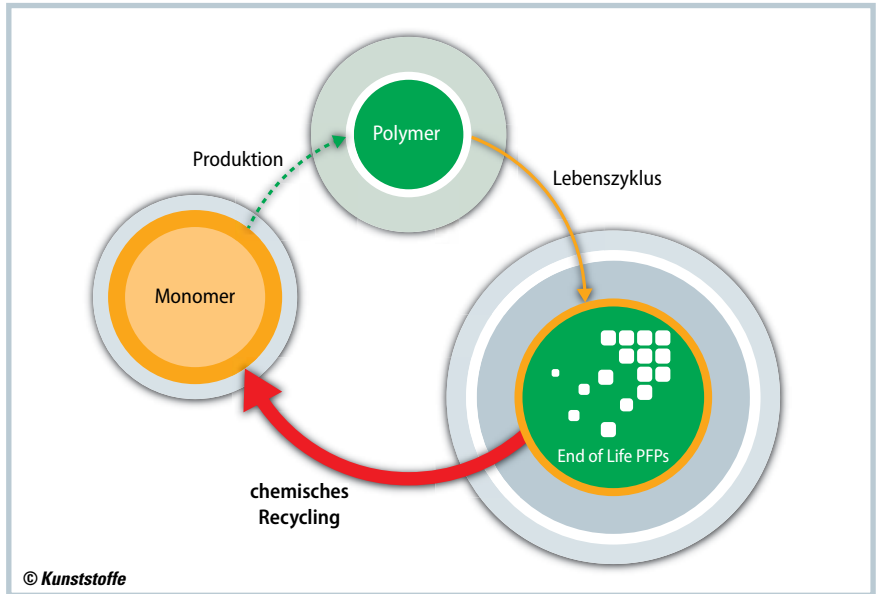 Polymer
Produktion
Lebenszyklus
Monomer
End of Life PFPs
chemisches
Recycling
© Kunststoffe